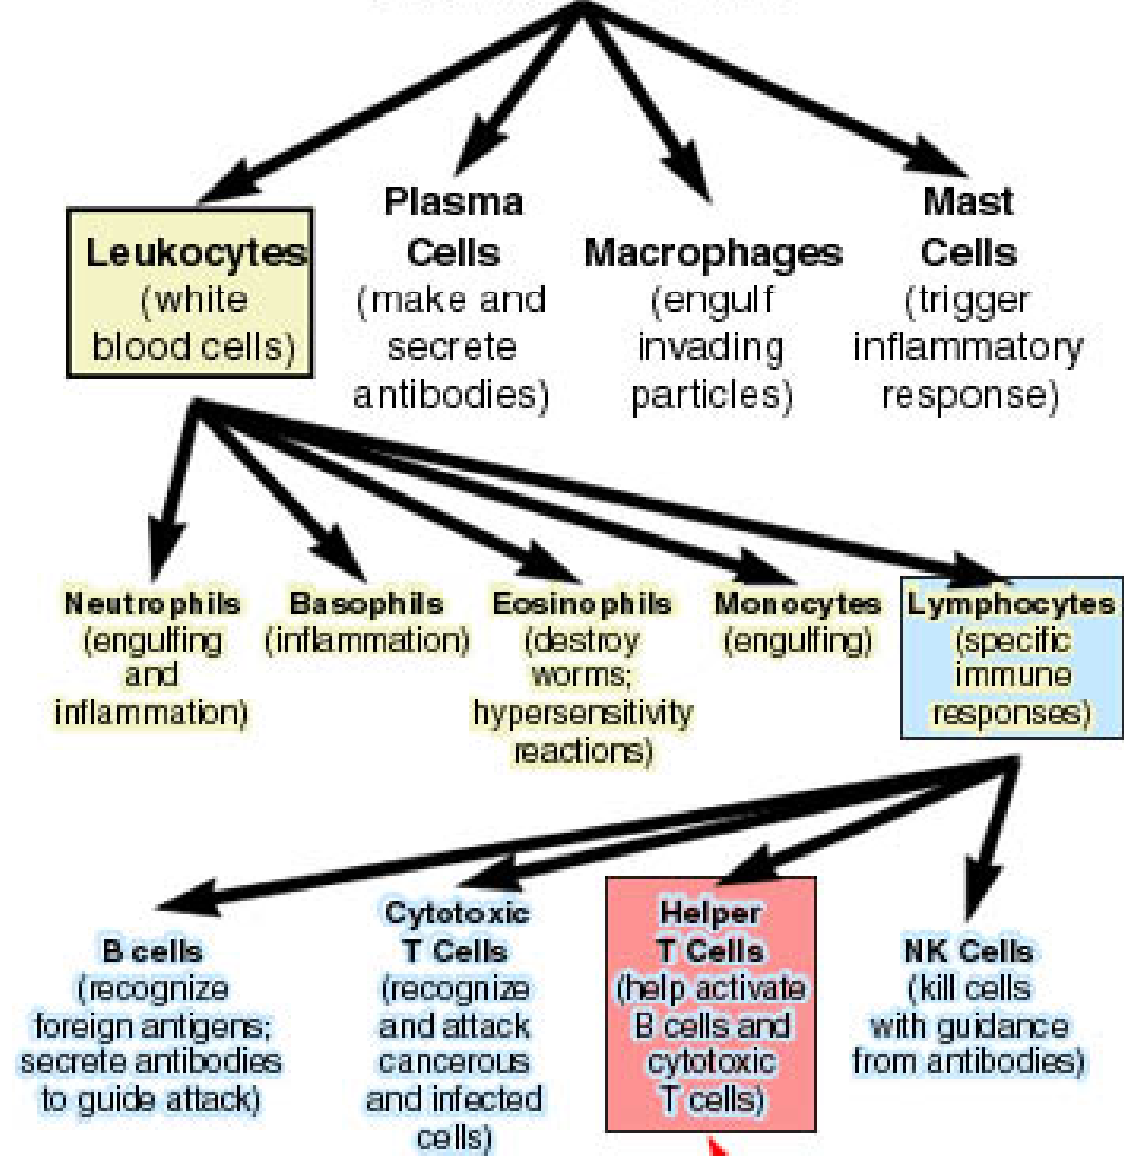 Leukocytes
(white
blood cells)
Plasma
Cells
(make and
secrete
antibodies)
Macrophages
(engulf
invading
particles)
Mast
Cells
(trigger
inflammatory
response)
Neutrophils
(engulfing
and
inflammation)
Basophils
(inflammation)
Eosinophils
(destroy
worms;
hypersensitivity
reactions)
Monocytes
(engulfing)
Lymphocytes
(specific
immune
responses)
B cells
(recognize
foreign antigens;
secrete antibodies
to guide attack)
Cytotoxic
T Cells
(recognize
and attack
cancerous
and infected
cells)
Helper
T Cells
(help activate
B cells and
cytotoxic
T cells)
NK Cells
(kill cells
with guidance
from antibodies)